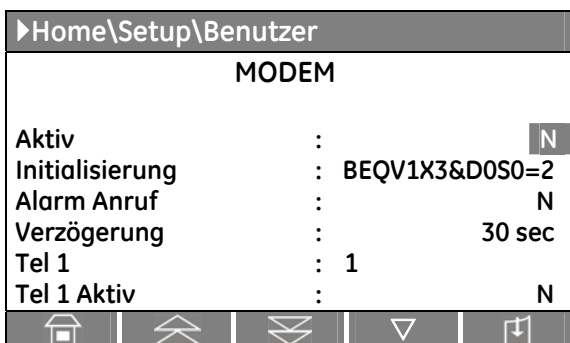 Home\Setup\Benutzer
MODEM
Aktiv : N
Initialisierung : BEQV1X3&D0S0=2
Alarm Anruf : N
Verzögerung : 30 sec
Tel 1 : 1
Tel 1 Aktiv : N